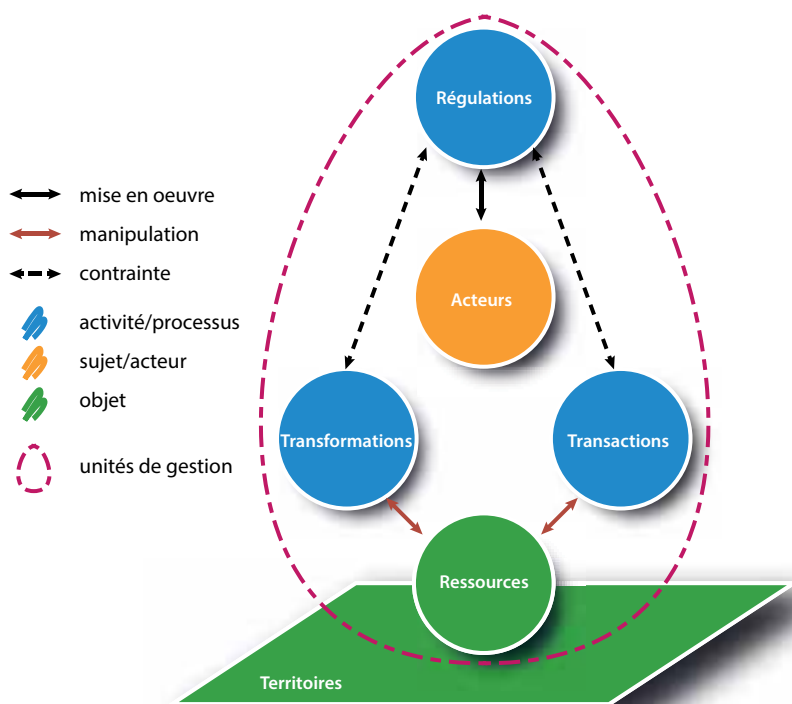 Régulations
mise en oeuvre
manipulation
contrainte
Acteurs
activité/processus
sujet/acteur
objet
unités de gestion
Transformations
Transactions
Ressources
Territoires